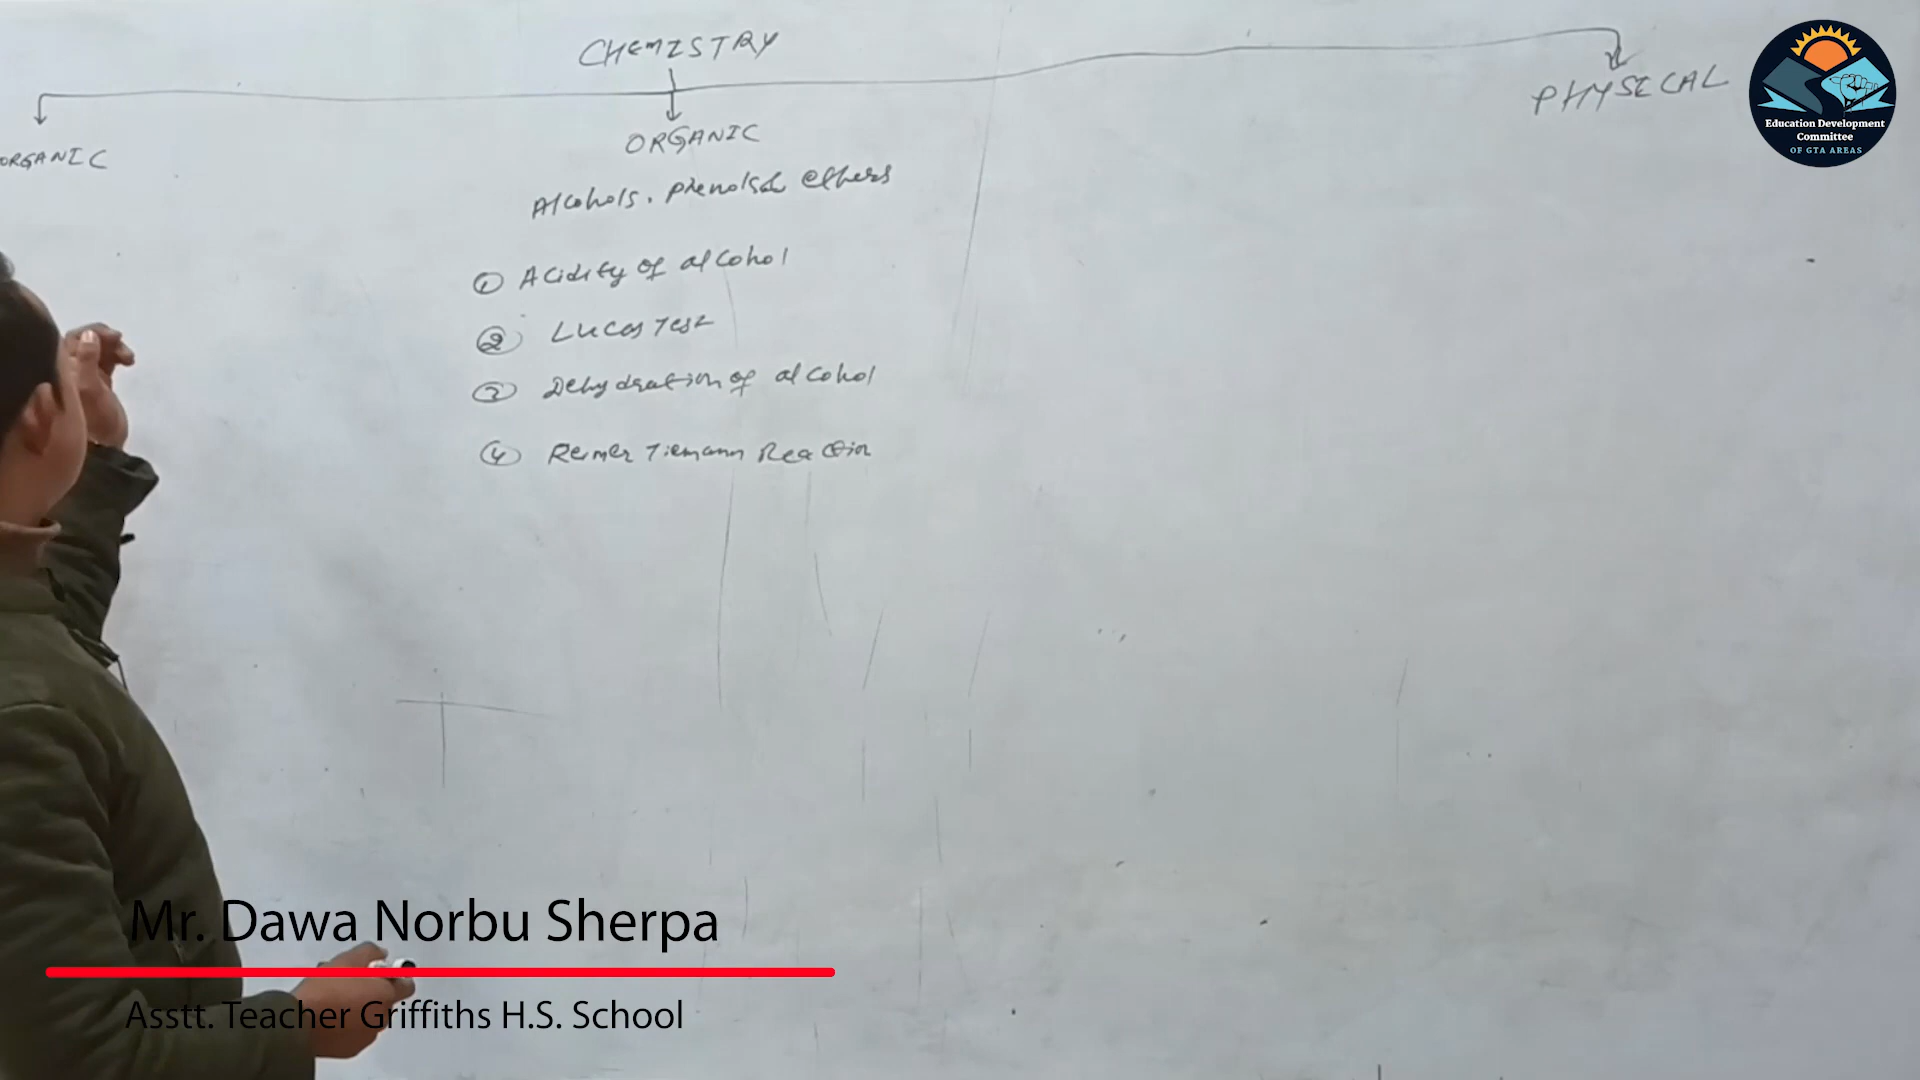 CHEMISTRY
ORGANIC
ORGANIC
PHYSICAL
Alcohols, phenols & ethers
① Acidity of alcohol
② Lucas Test
③ Dehydration of alcohol
④ Reimer Tiemann Reaction
Education Development
Committee
OF GTA AREAS
Mr. Dawa Norbu Sherpa
Asstt. Teacher Griffiths H.S. School